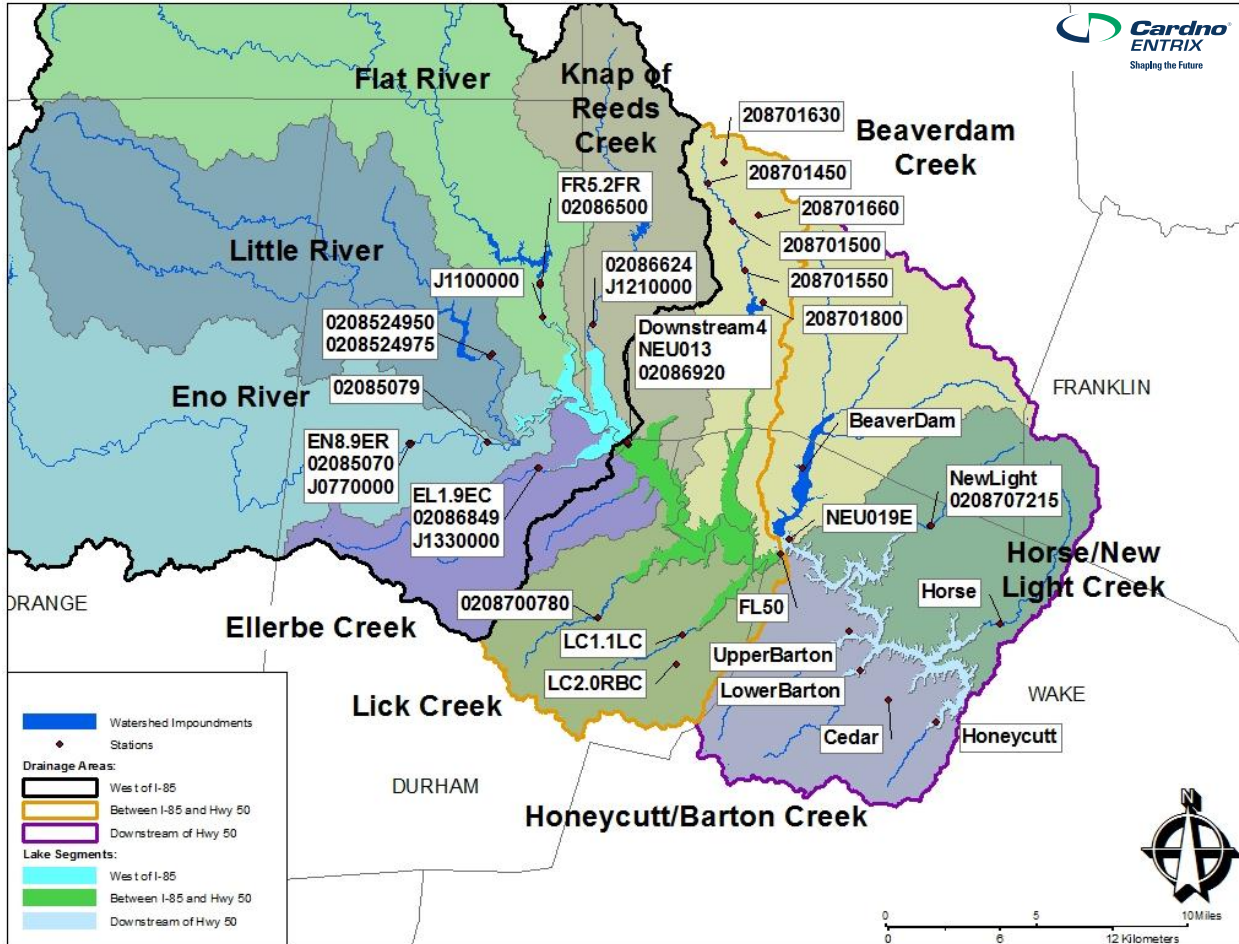 Cardno
ENTRIX
Shaping the Future
Flat River
Knap of
Reeds
Creek
Beaverdam
Creek
208701630
208701450
208701660
208701500
208701550
208701800
FR5.2FR
02086500
Little River
J1100000
02086624
J1210000
0208524950
0208524975
Downstream4
NEU013
02086920
02085079
Eno River
FRANKLIN
EN8.9ER
02085070
J0770000
BeaverDam
NewLight
0208707215
EL1.9EC
02086849
J1330000
NEU019E
Horse/New
Light Creek
ORANGE
0208700780
FL50
Horse
Ellerbe Creek
LC1.1LC
UpperBarton
LC2.0RBC
LowerBarton
WAKE
Lick Creek
Cedar
Honeycutt
DURHAM
Honeycutt/Barton Creek
Watershed Impoundments
Stations
Drainage Areas:
West of I-85
Between I-85 and Hwy 50
Downstream of Hwy 50
Lake Segments:
West of I-85
Between I-85 and Hwy 50
Downstream of Hwy 50
N
0 5 10 Miles
0 6 12 Kilometers